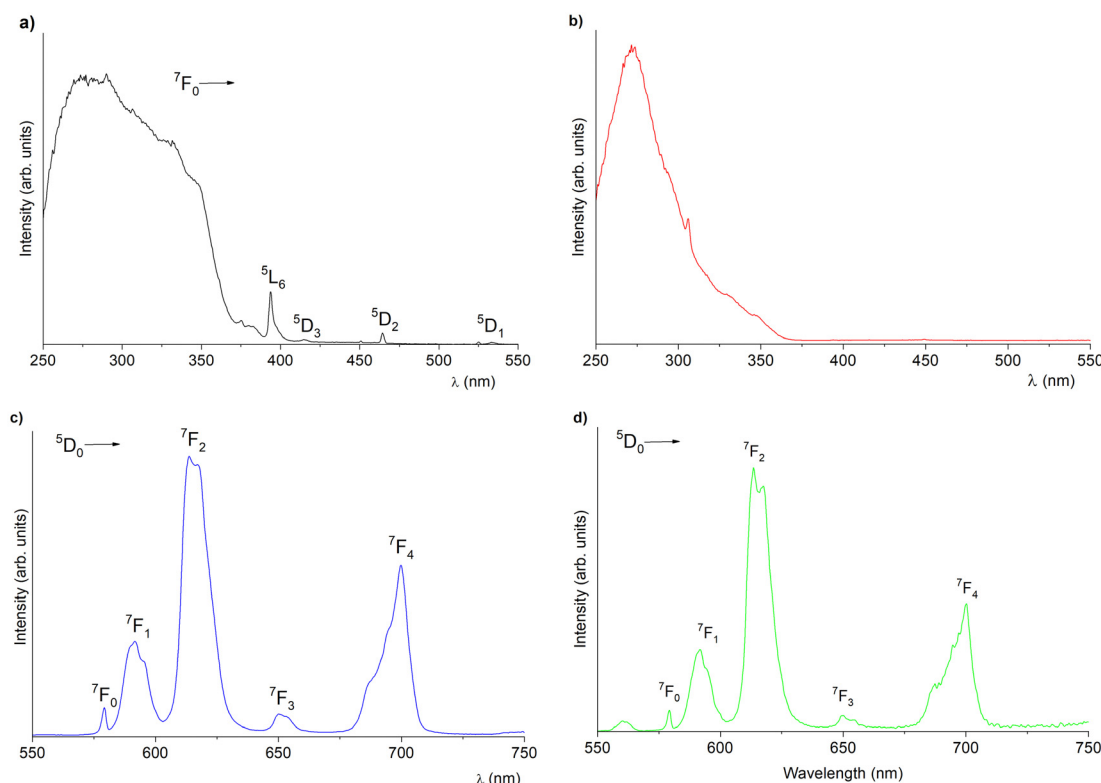 a)
⁷F₀
⁵L₆
⁵D₃
⁵D₂
⁵D₁
Intensity (arb. units)
250 300 350 400 450 500 550
λ (nm)
b)
Intensity (arb. units)
250 300 350 400 450 500 550
λ (nm)
c)
⁵D₀
⁷F₂
⁷F₄
⁷F₁
⁷F₀
⁷F₃
Intensity (arb. units)
550 600 650 700 750
λ (nm)
d)
⁵D₀
⁷F₂
⁷F₄
⁷F₁
⁷F₀
⁷F₃
Intensity (arb. units)
550 600 650 700 750
Wavelength (nm)